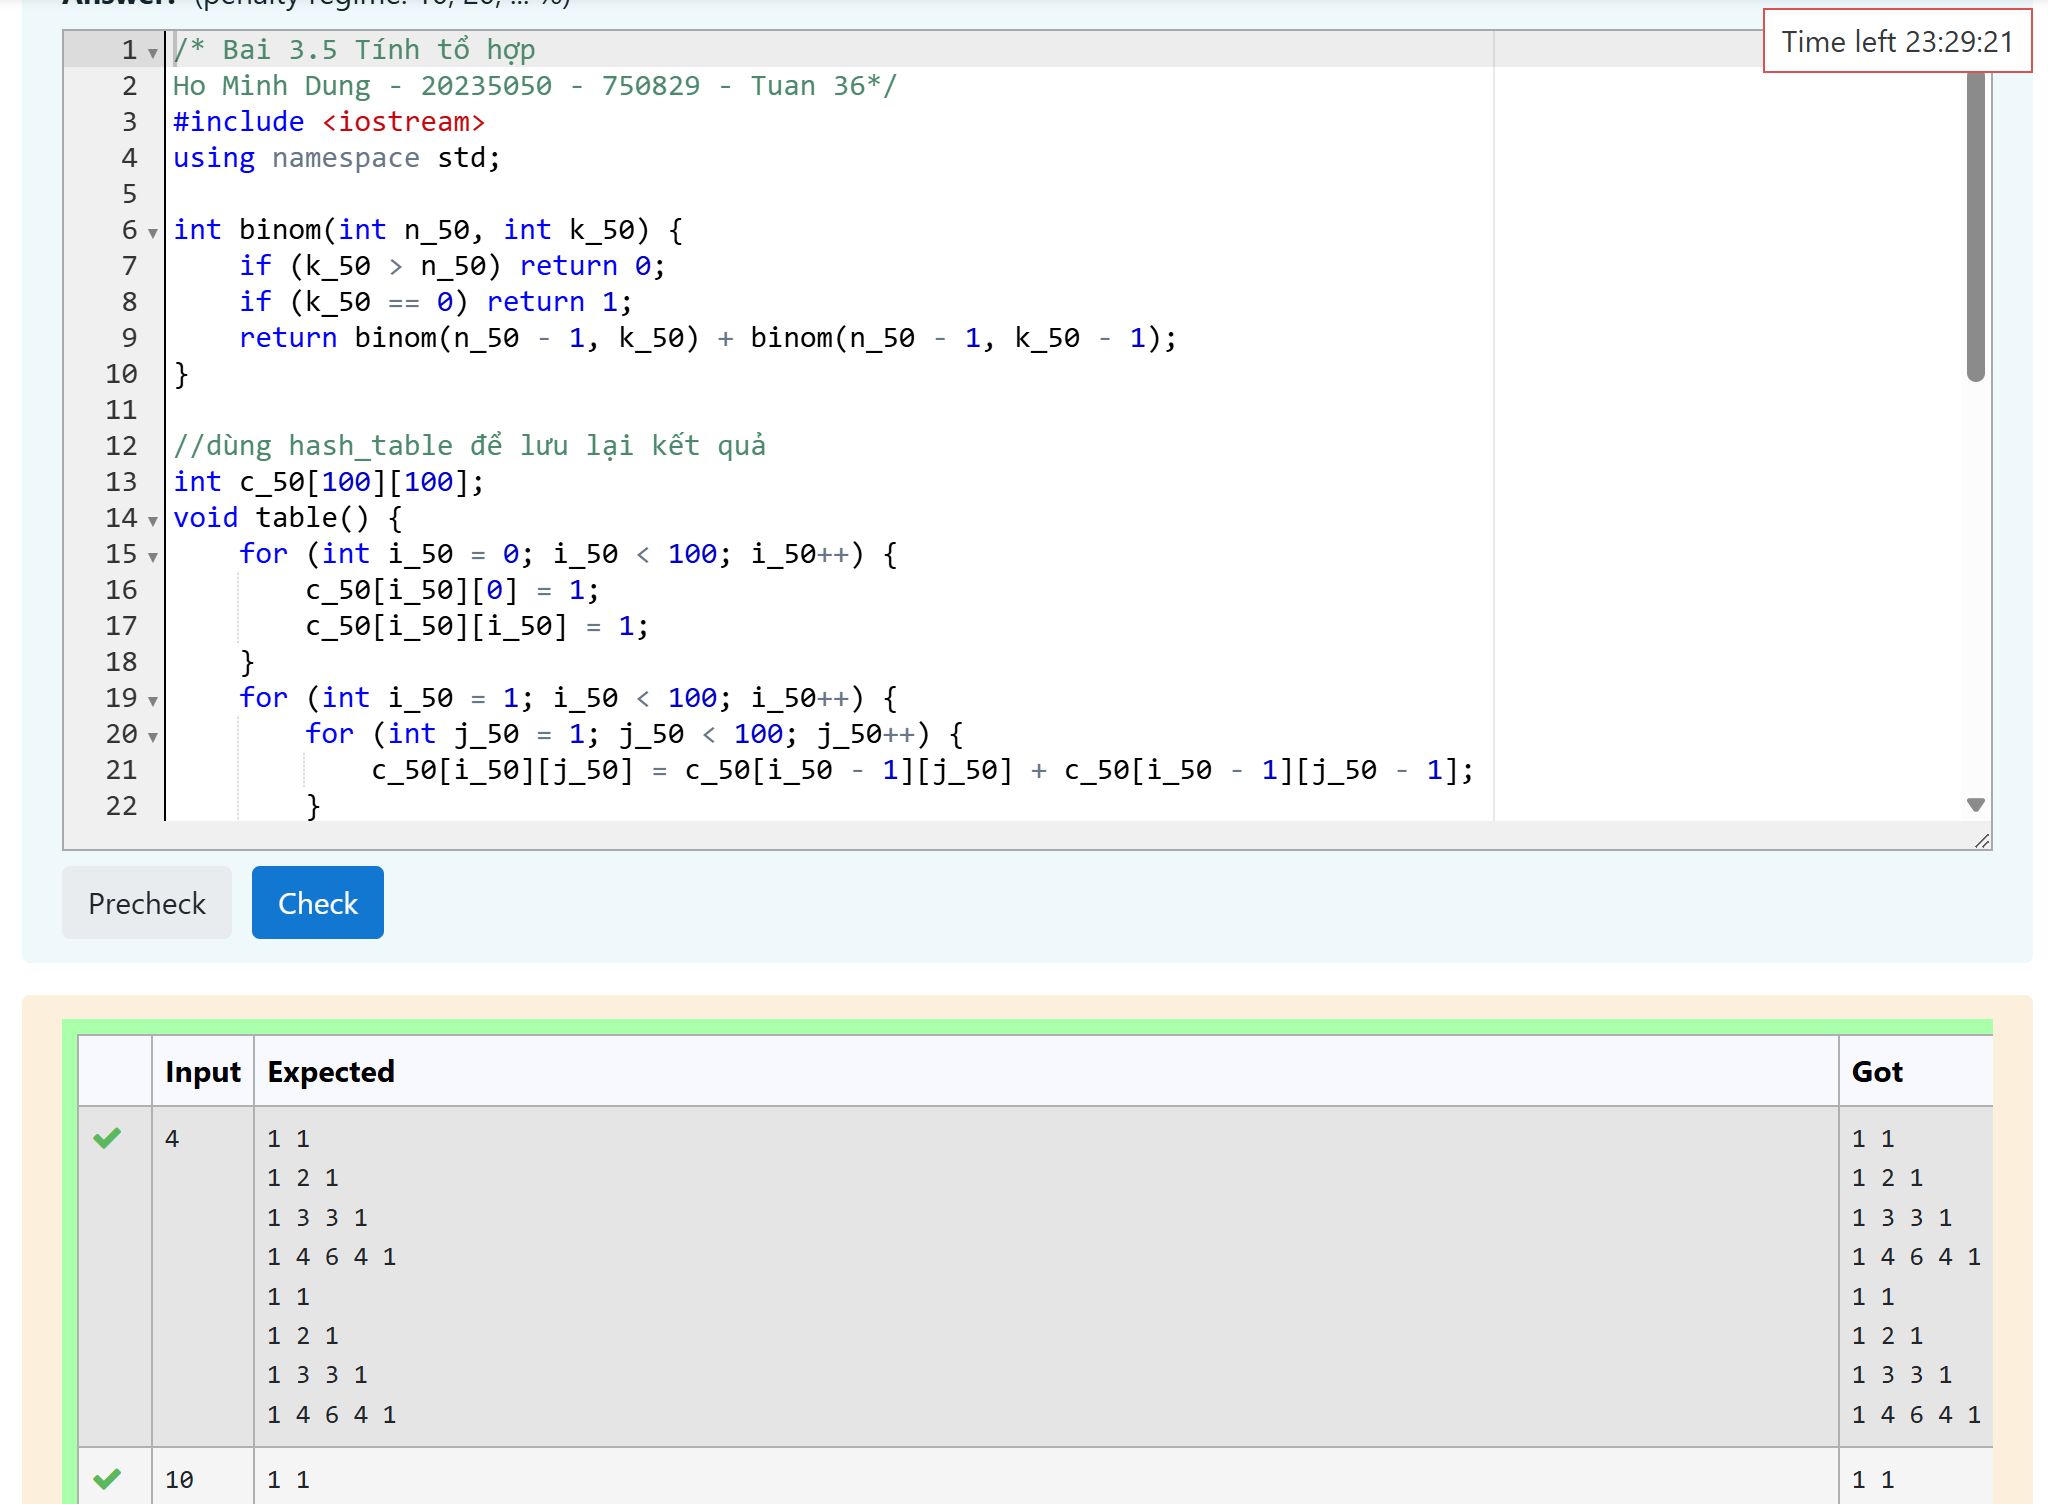 Answer: (penalty regime: 10, 20, ... %)
Time left 23:29:21
1 /* Bai 3.5 Tính tổ hợp
2 Ho Minh Dung - 20235050 - 750829 - Tuan 36*/
3 #include <iostream>
4 using namespace std;
5
6 int binom(int n_50, int k_50) {
7 if (k_50 > n_50) return 0;
8 if (k_50 == 0) return 1;
9 return binom(n_50 - 1, k_50) + binom(n_50 - 1, k_50 - 1);
10 }
11
12 //dùng hash_table để lưu lại kết quả
13 int c_50[100][100];
14 void table() {
15 for (int i_50 = 0; i_50 < 100; i_50++) {
16 c_50[i_50][0] = 1;
17 c_50[i_50][i_50] = 1;
18 }
19 for (int i_50 = 1; i_50 < 100; i_50++) {
20 for (int j_50 = 1; j_50 < 100; j_50++) {
21 c_50[i_50][j_50] = c_50[i_50 - 1][j_50] + c_50[i_50 - 1][j_50 - 1];
22 }
Precheck Check
Input Expected Got
4 1 1 1 1
1 2 1 1 2 1
1 3 3 1 1 3 3 1
1 4 6 4 1 1 4 6 4 1
1 1 1 1
1 2 1 1 2 1
1 3 3 1 1 3 3 1
1 4 6 4 1 1 4 6 4 1
10 1 1 1 1